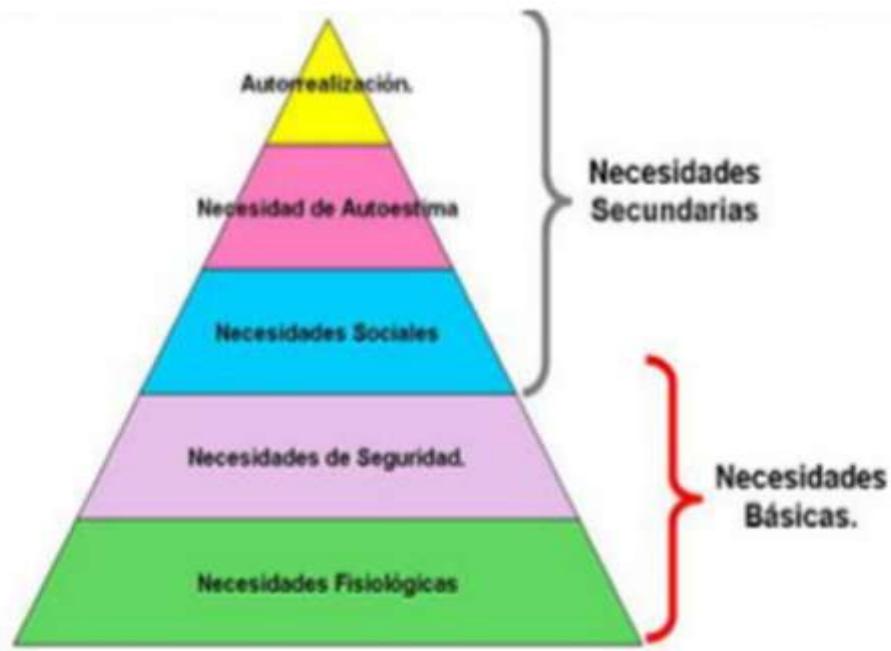 Autorrealización.
Necesidad de Autoestima
Necesidades Sociales
Necesidades de Seguridad.
Necesidades Fisiológicas
Necesidades
Secundarias
Necesidades
Básicas.